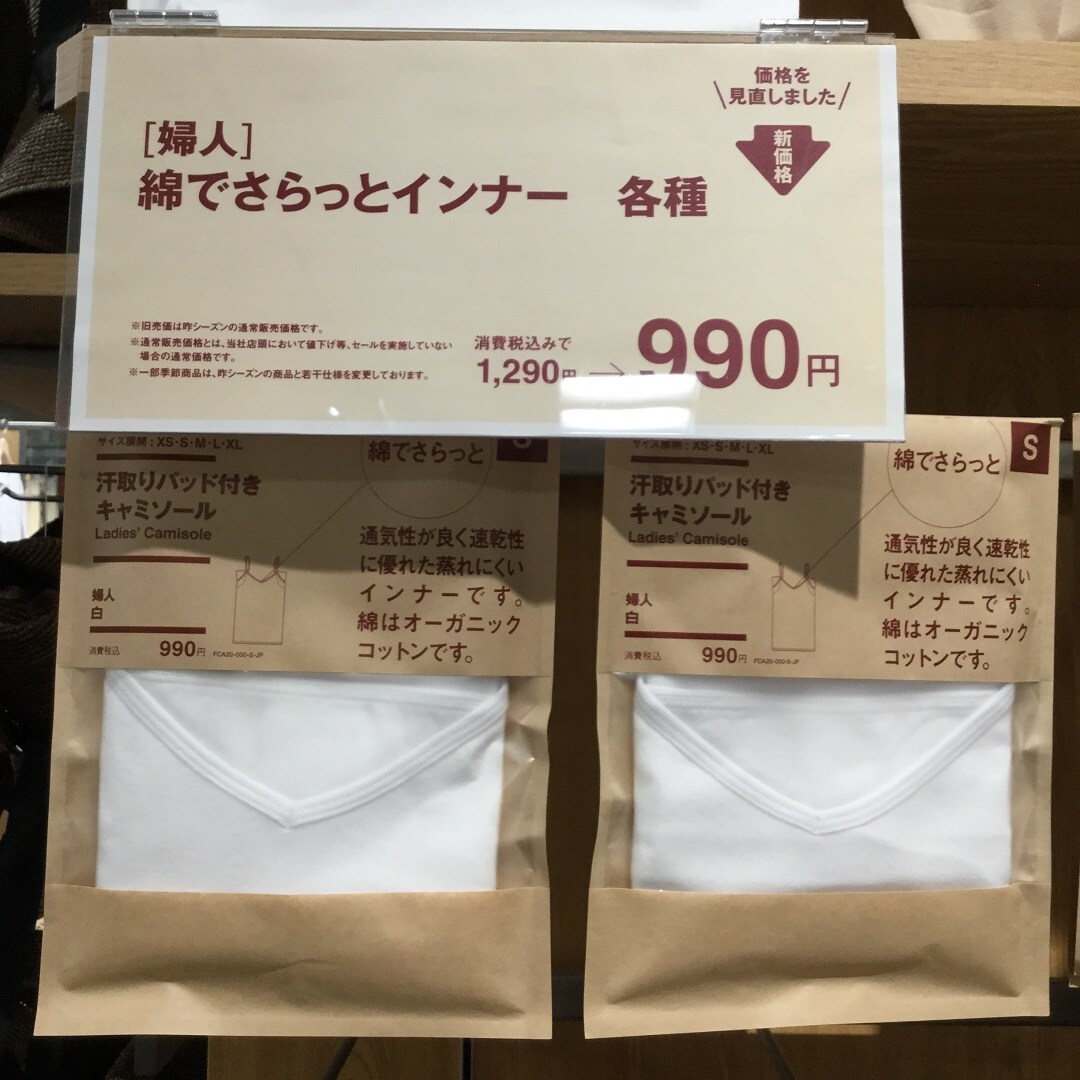 価格を
見直しました
新価格
[婦人]
綿でさらっとインナー 各種
※旧売価は昨シーズンの通常販売価格です。
※通常販売価格とは、当社店頭において値下げ等、セールを実施していない
場合の通常価格です。
※一部季節商品は、昨シーズンの商品と若干仕様を変更しております。
消費税込みで
1,290円 → 990円
サイズ展開:XS・S・M・L・XL
綿でさらっと
S
汗取りパッド付き
キャミソール
Ladies' Camisole
通気性が良く速乾性
に優れた蒸れにくい
インナーです。
綿はオーガニック
コットンです。
婦人
白
消費税込 990円
FCA20-000-S-JP
サイズ展開:XS・S・M・L・XL
綿でさらっと
S
汗取りパッド付き
キャミソール
Ladies' Camisole
通気性が良く速乾性
に優れた蒸れにくい
インナーです。
綿はオーガニック
コットンです。
婦人
白
消費税込 990円
FCA20-000-S-JP